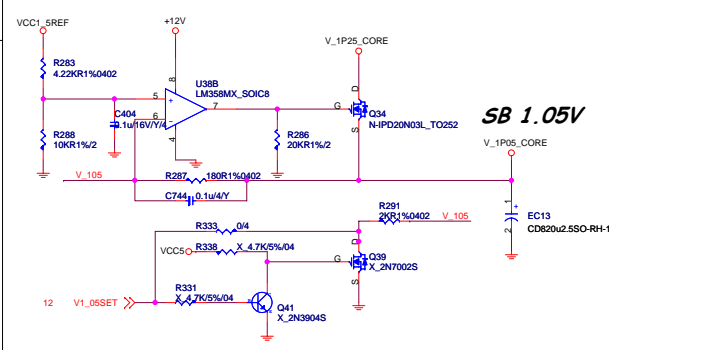 VCC1_5REF
+12V
V_1P25_CORE
R283
4.22KR1%0402
U38B
LM358MX_SOIC8
8
5
+
7
6
-
4
C404
0.1u/16V/Y/4
D
G
S
Q34
N-IPD20N03L_TO252
SB 1.05V
R288
10KR1%/2
R286
20KR1%/2
V_1P05_CORE
V_105
R287
180R1%0402
C744
0.1u/4/Y
R291
2KR1%0402
V_105
1
+
2
EC13
CD820u2.5SO-RH-1
R333
0/4
VCC5
R338
X_4.7K/5%/04
D
G
S
Q39
X_2N7002S
12
V1_05SET
R331
X_4.7K/5%/04
Q41
X_2N3904S